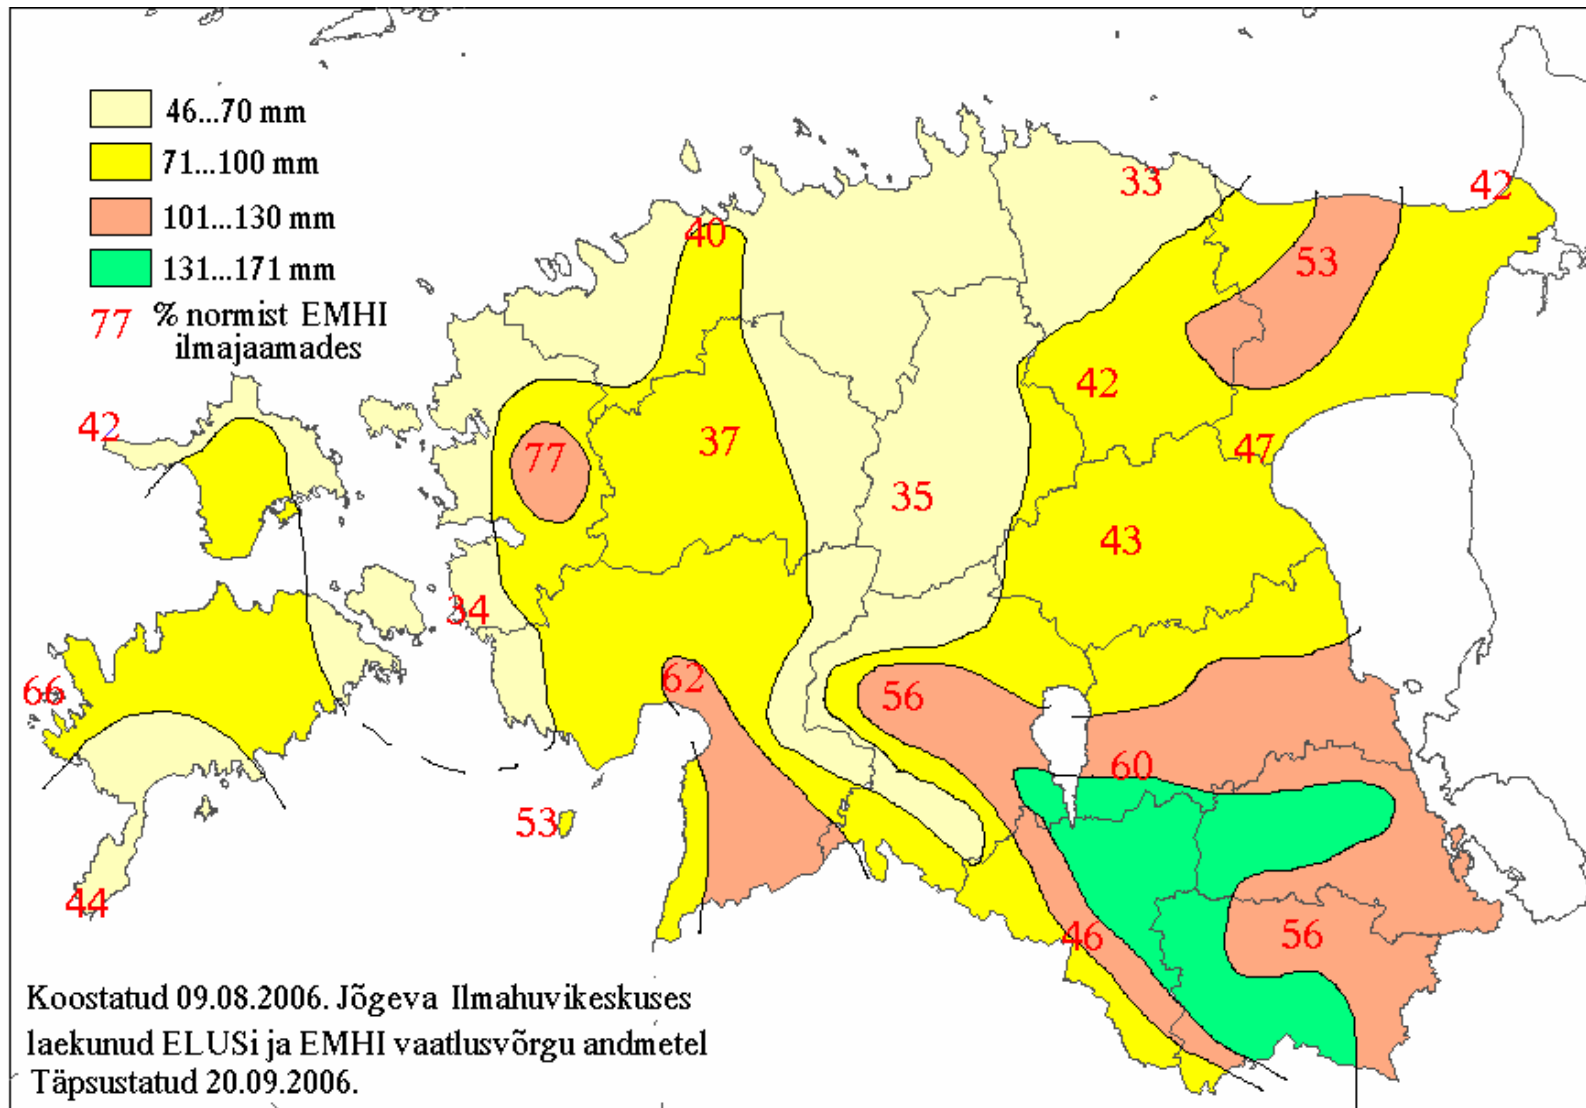 46...70 mm
71...100 mm
101...130 mm
131...171 mm
77 % normist EMHI
ilmajaamades
33
42
40
53
42
42
37
77
47
35
43
34
62
66
56
60
53
44
46
56
Koostatud 09.08.2006. Jõgeva Ilmahuvikeskuses
laekunud ELUSi ja EMHI vaatlusvõrgu andmetel
Täpsustatud 20.09.2006.